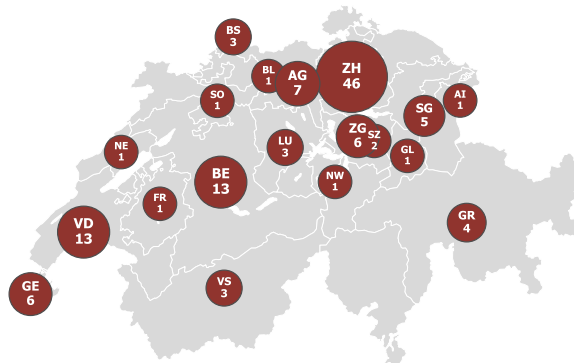 BS
3
BL
1
AG
7
ZH
46
SO
1
SG
5
AI
1
ZG
6
SZ
2
LU
3
GL
1
NE
1
BE
13
NW
1
FR
1
VD
13
GR
4
GE
6
VS
3